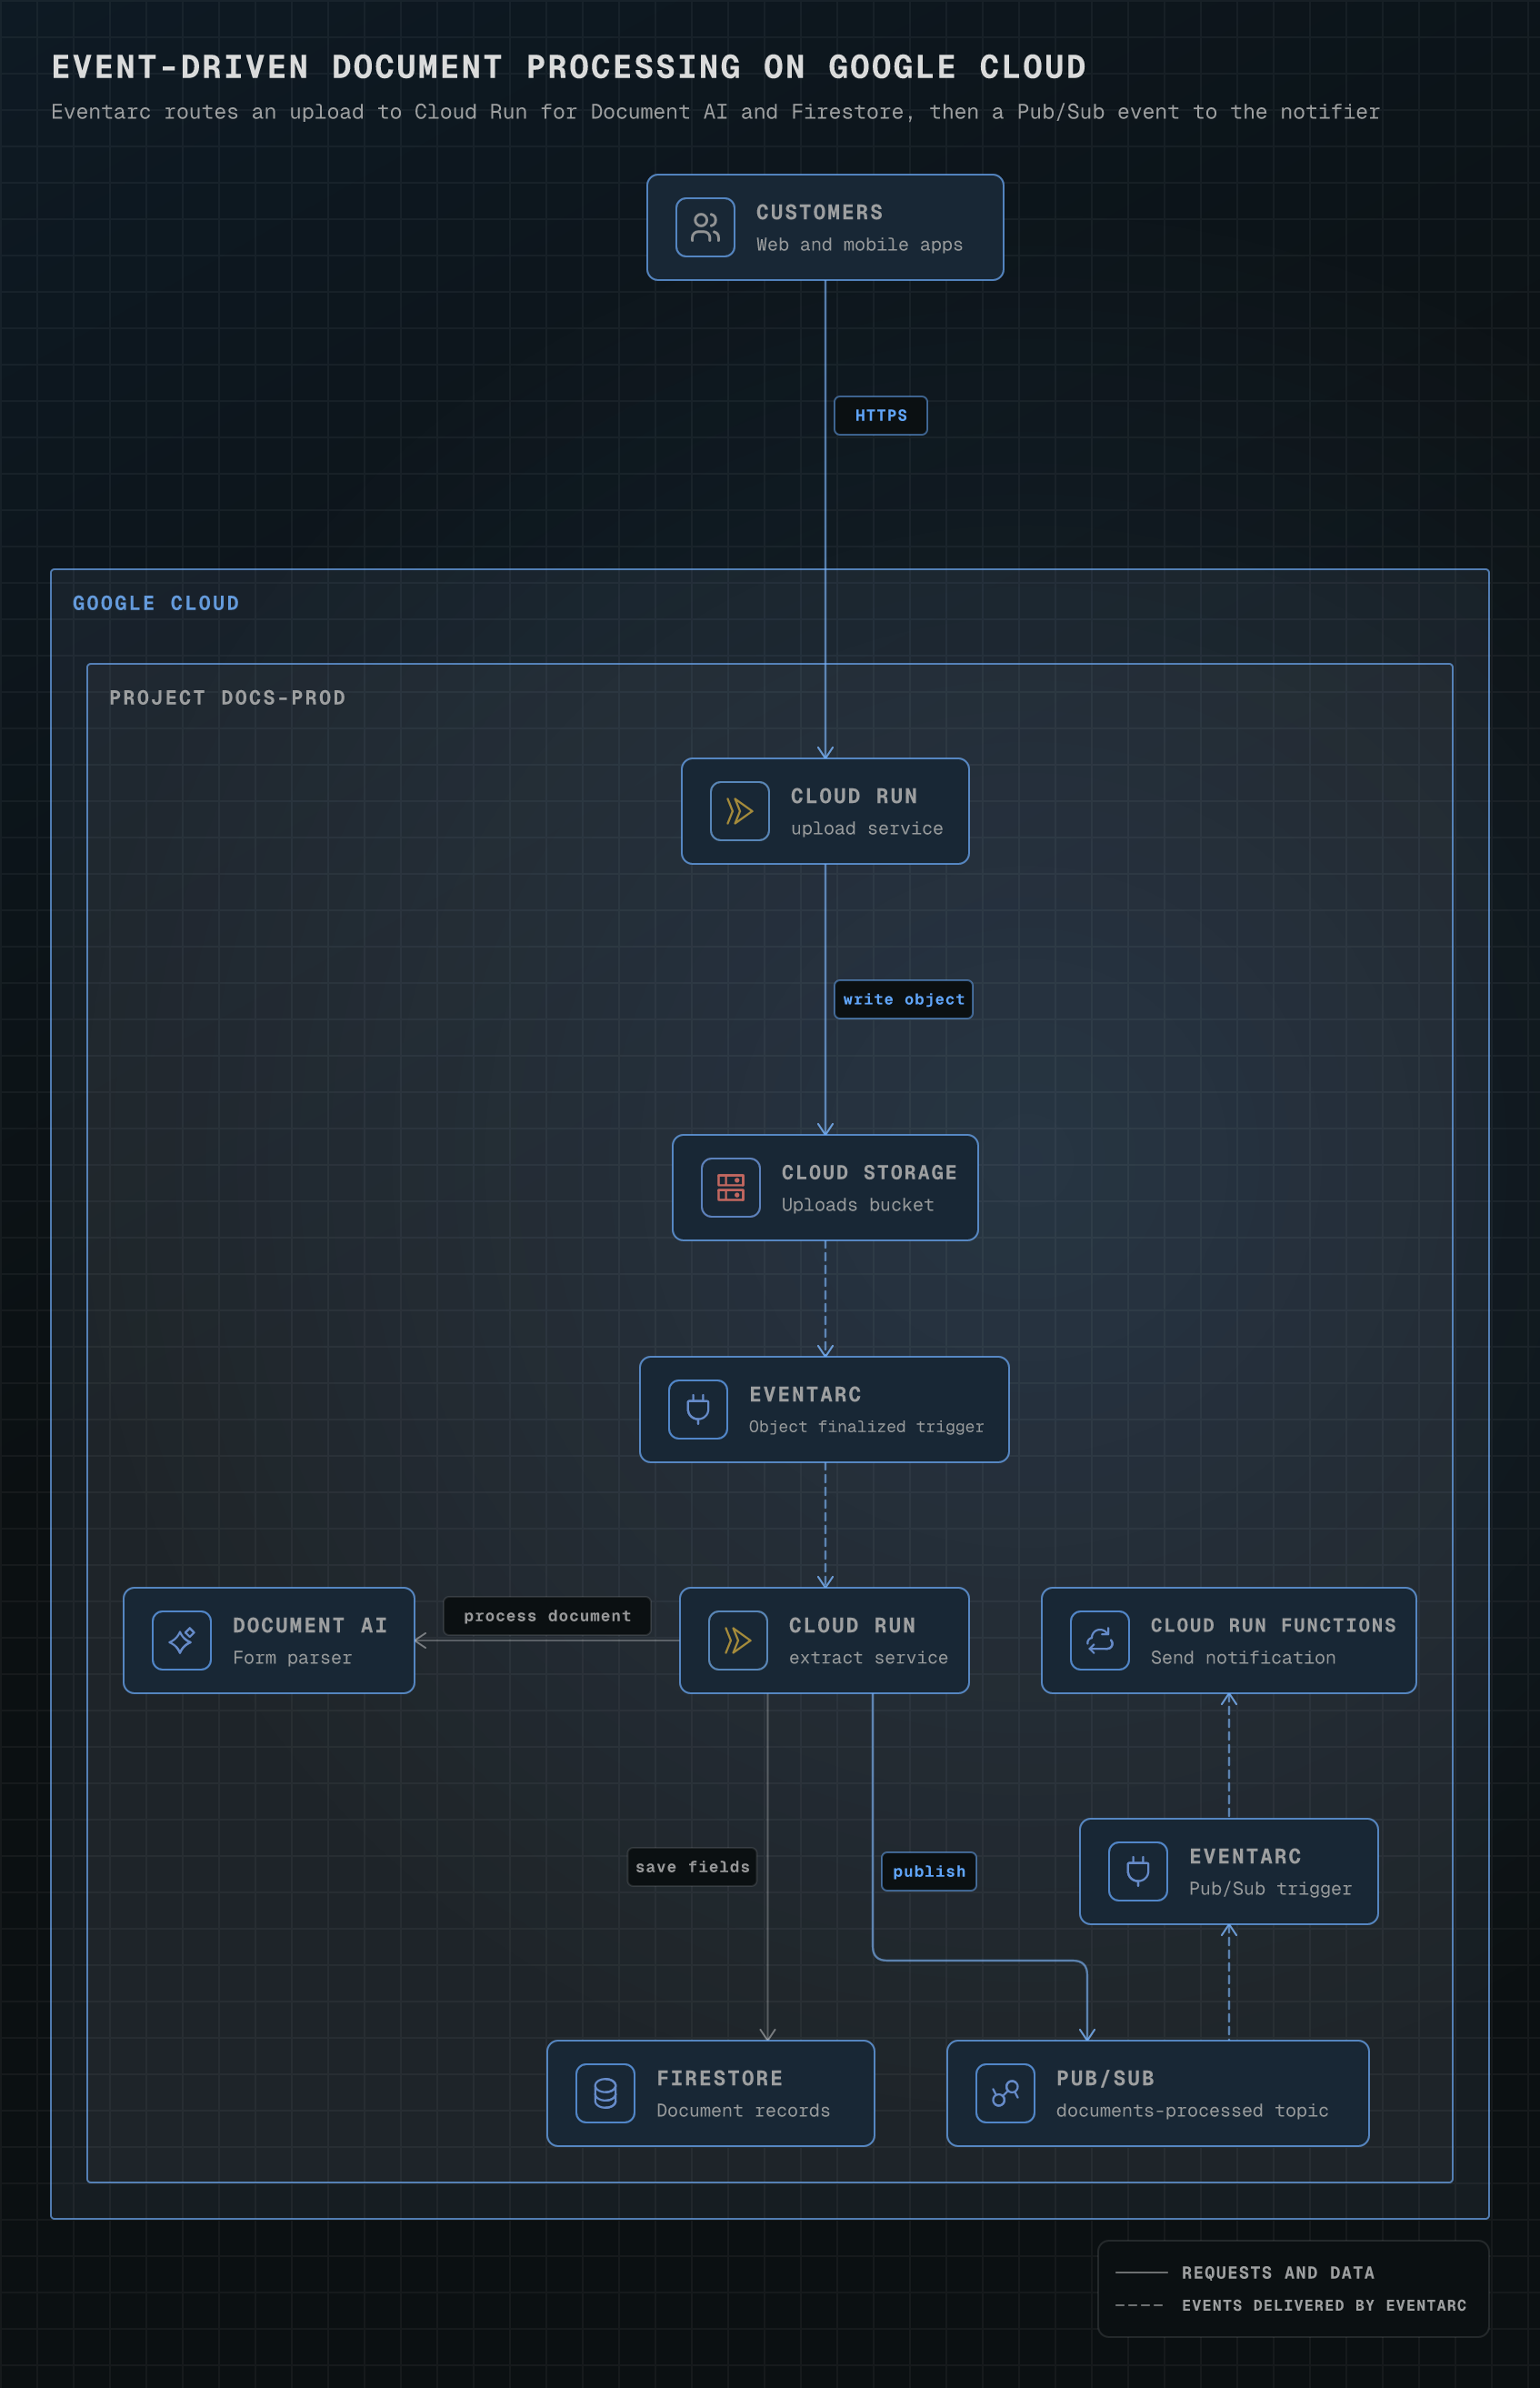 EVENT-DRIVEN DOCUMENT PROCESSING ON GOOGLE CLOUD
Eventarc routes an upload to Cloud Run for Document AI and Firestore, then a Pub/Sub event to the notifier
CUSTOMERS
Web and mobile apps
HTTPS
GOOGLE CLOUD
PROJECT DOCS-PROD
CLOUD RUN
upload service
write object
CLOUD STORAGE
Uploads bucket
EVENTARC
Object finalized trigger
DOCUMENT AI
Form parser
process document
CLOUD RUN
extract service
CLOUD RUN FUNCTIONS
Send notification
save fields
publish
EVENTARC
Pub/Sub trigger
FIRESTORE
Document records
PUB/SUB
documents-processed topic
REQUESTS AND DATA
EVENTS DELIVERED BY EVENTARC